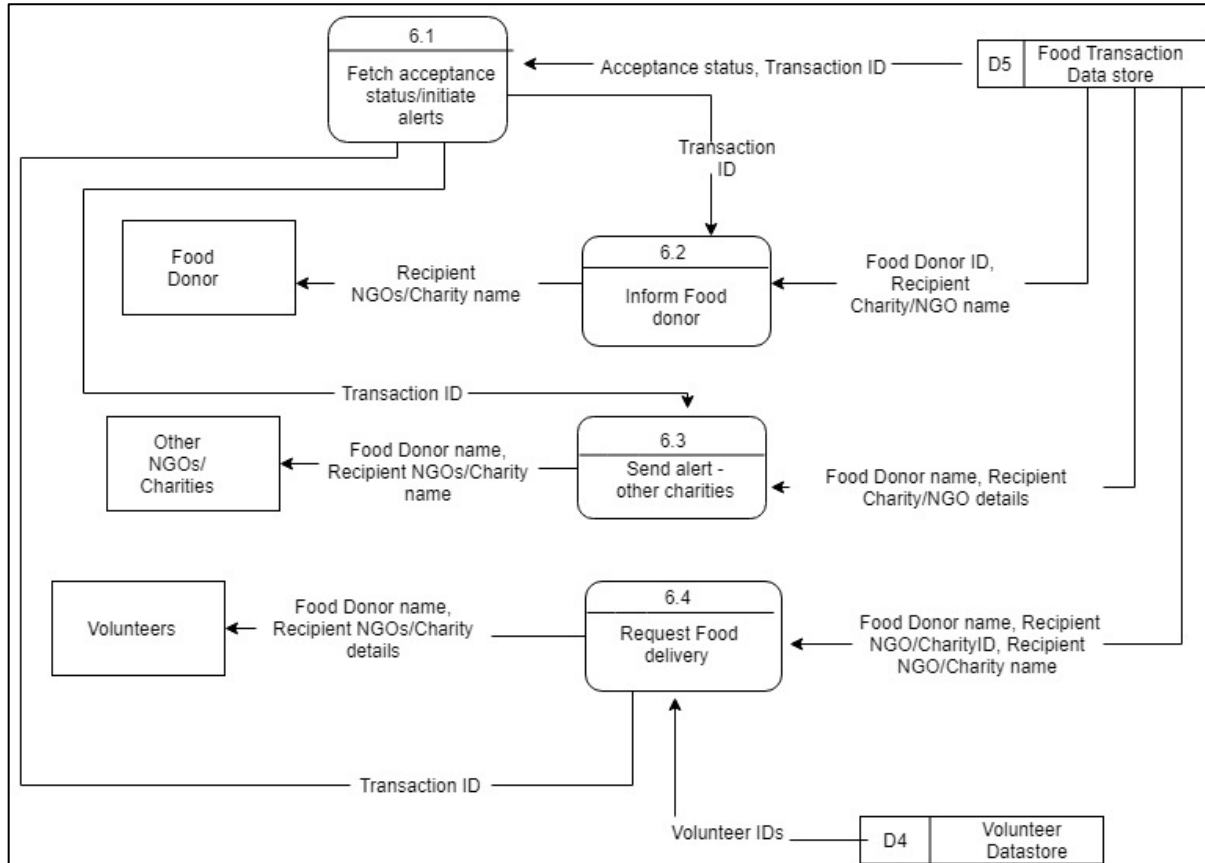 6.1
Fetch acceptance
status/initiate
alerts
Acceptance status, Transaction ID
D5
Food Transaction
Data store
Transaction
ID
Food
Donor
Recipient
NGOs/Charity name
6.2
Inform Food
donor
Food Donor ID,
Recipient
Charity/NGO name
Transaction ID
Other
NGOs/
Charities
Food Donor name,
Recipient NGOs/Charity
name
6.3
Send alert -
other charities
Food Donor name, Recipient
Charity/NGO details
Volunteers
Food Donor name,
Recipient NGOs/Charity
details
6.4
Request Food
delivery
Food Donor name, Recipient
NGO/CharityID, Recipient
NGO/Charity name
Transaction ID
Volunteer IDs
D4
Volunteer
Datastore